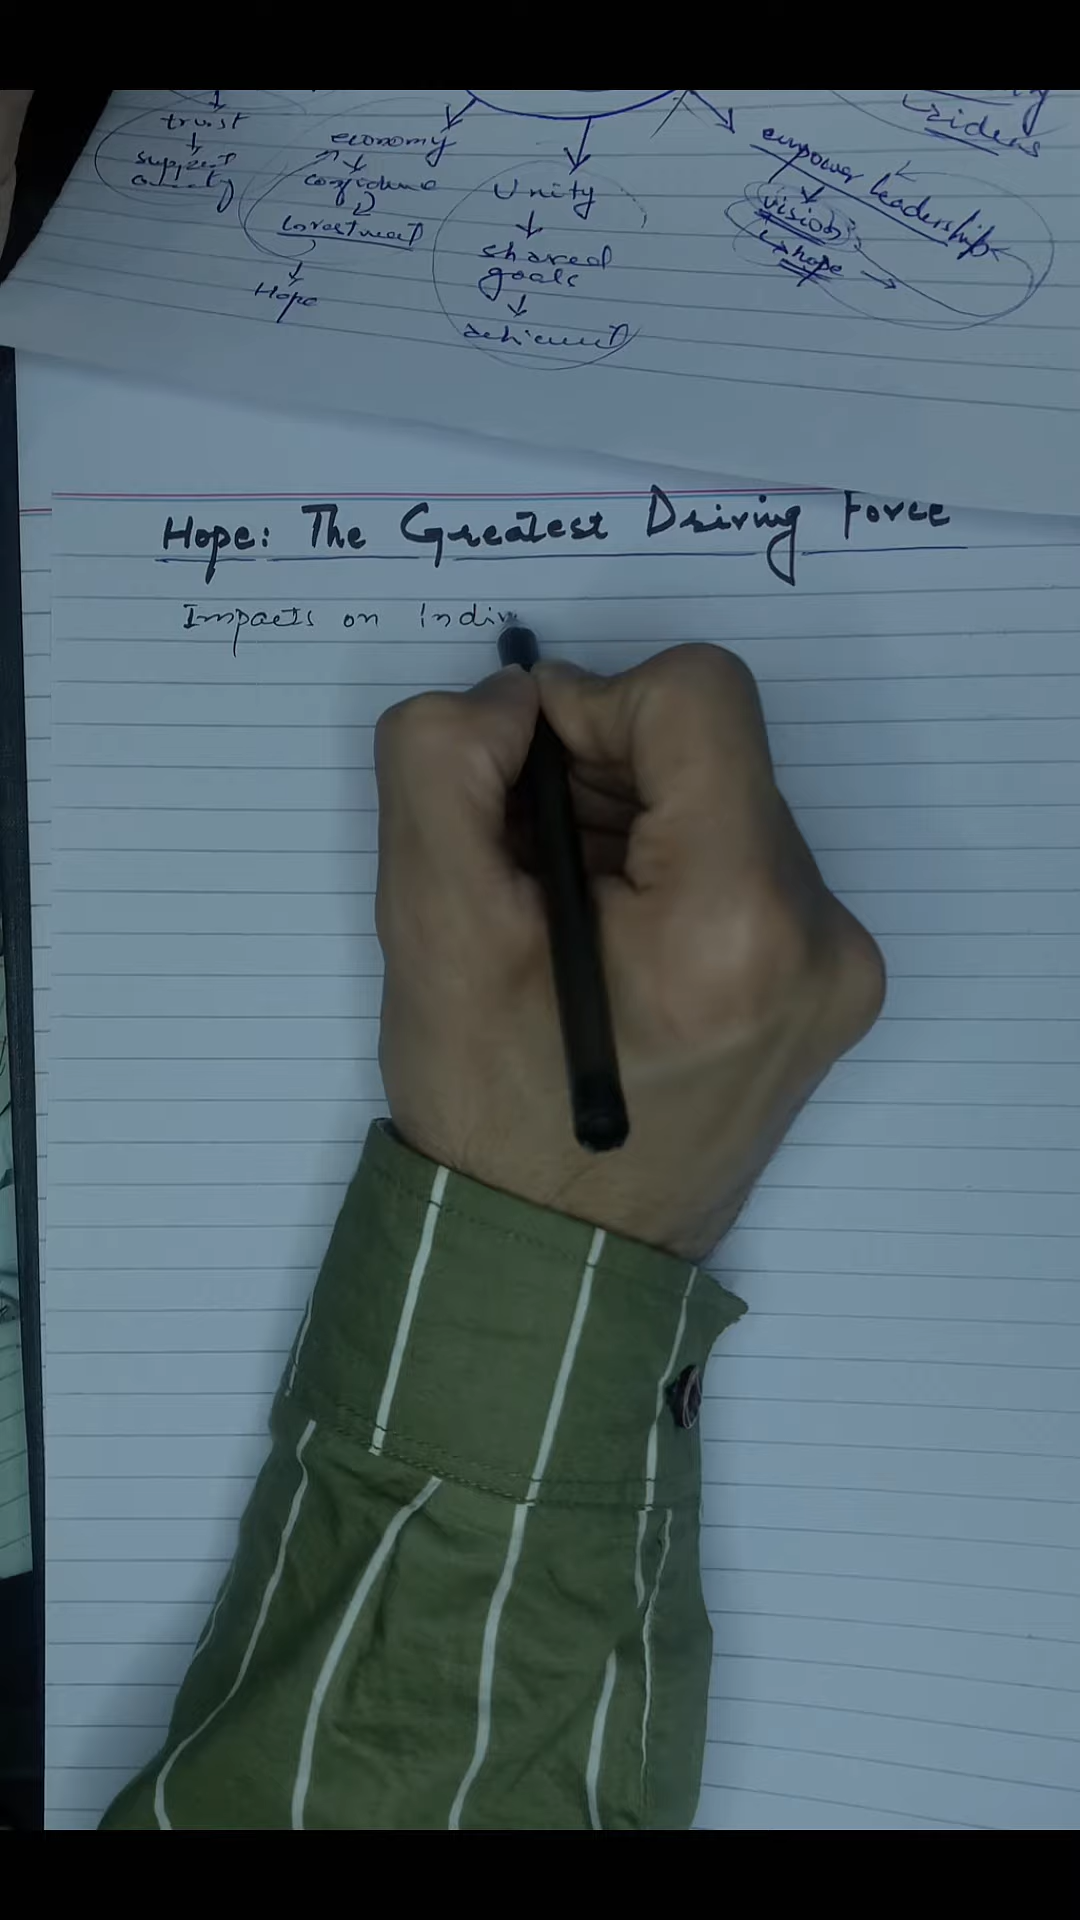 riders
trust
support
economy
confidence
investment
Hope
Unity
shared
goals
empower leadership
vision
hope
Hope: The Greatest Driving Force
Impacts on indiv